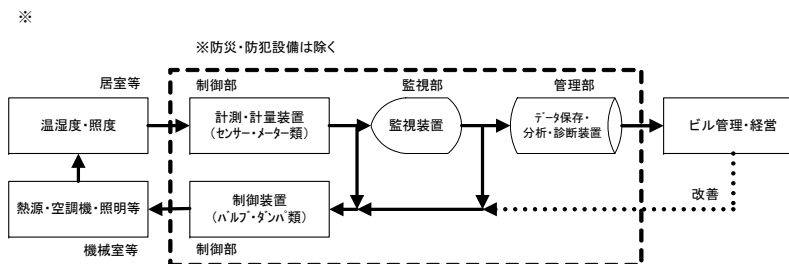 ※
※防災・防犯設備は除く
居室等
制御部
監視部
管理部
温湿度・照度
計測・計量装置
(センサー・メーター類)
監視装置
データ保存・
分析・診断装置
ビル管理・経営
熱源・空調機・照明等
制御装置
(バルブ・ダンパ類)
改善
機械室等
制御部